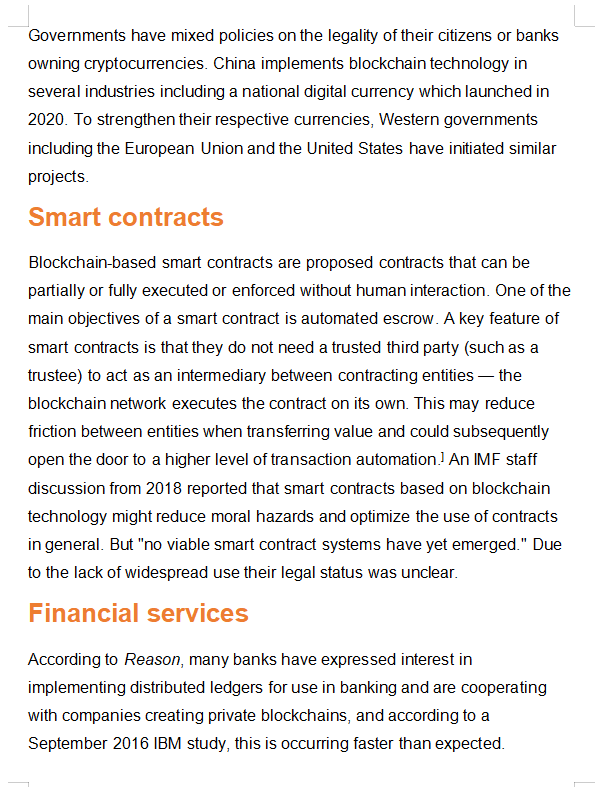 Governments have mixed policies on the legality of their citizens or banks
owning cryptocurrencies. China implements blockchain technology in
several industries including a national digital currency which launched in
2020. To strengthen their respective currencies, Western governments
including the European Union and the United States have initiated similar
projects.
Smart contracts
Blockchain-based smart contracts are proposed contracts that can be
partially or fully executed or enforced without human interaction. One of the
main objectives of a smart contract is automated escrow. A key feature of
smart contracts is that they do not need a trusted third party (such as a
trustee) to act as an intermediary between contracting entities — the
blockchain network executes the contract on its own. This may reduce
friction between entities when transferring value and could subsequently
open the door to a higher level of transaction automation.] An IMF staff
discussion from 2018 reported that smart contracts based on blockchain
technology might reduce moral hazards and optimize the use of contracts
in general. But "no viable smart contract systems have yet emerged." Due
to the lack of widespread use their legal status was unclear.
Financial services
According to Reason, many banks have expressed interest in
implementing distributed ledgers for use in banking and are cooperating
with companies creating private blockchains, and according to a
September 2016 IBM study, this is occurring faster than expected.